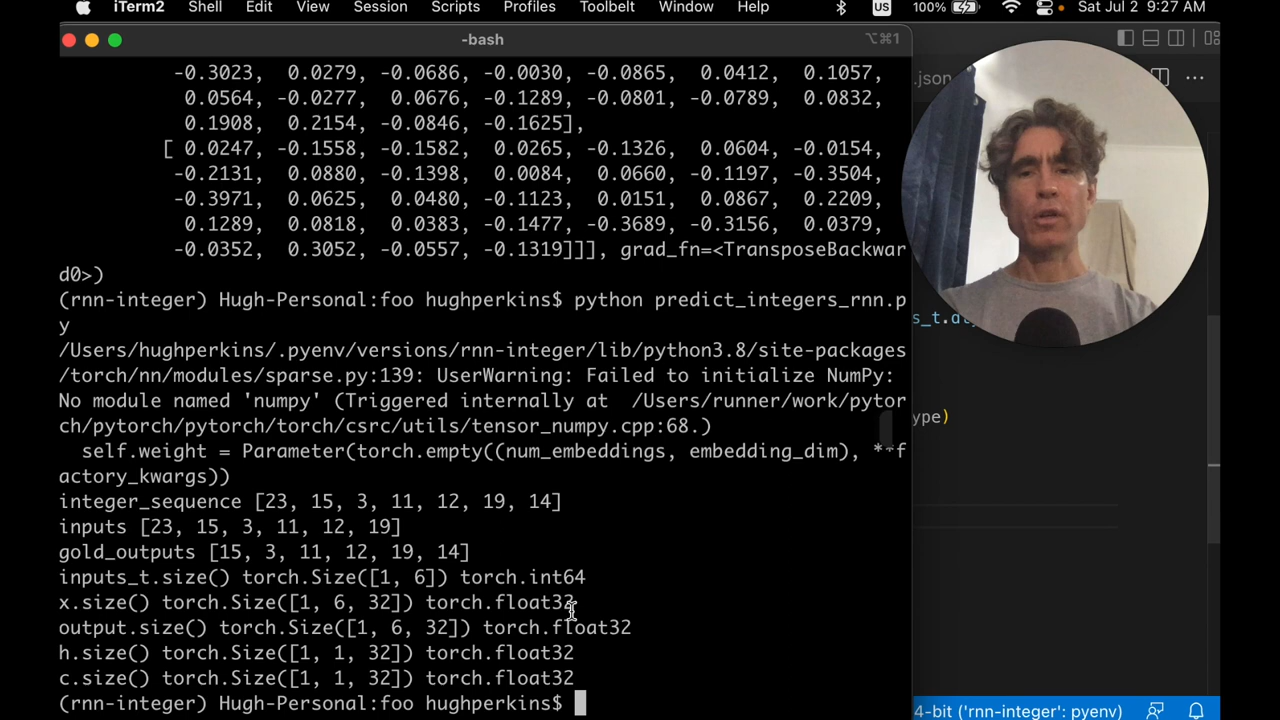 iTerm2 Shell Edit View Session Scripts Profiles Toolbelt Window Help US 100% Sat Jul 2 9:27 AM
-bash ⌥⌘1
.json
-0.3023, 0.0279, -0.0686, -0.0030, -0.0865, 0.0412, 0.1057,
0.0564, -0.0277, 0.0676, -0.1289, -0.0801, -0.0789, 0.0832,
0.1908, 0.2154, -0.0846, -0.1625],
[ 0.0247, -0.1558, -0.1582, 0.0265, -0.1326, 0.0604, -0.0154,
-0.2131, 0.0880, -0.1398, 0.0084, 0.0660, -0.1197, -0.3504,
-0.3971, 0.0625, 0.0480, -0.1123, 0.0151, 0.0867, 0.2209,
0.1289, 0.0818, 0.0383, -0.1477, -0.3689, -0.3156, 0.0379,
-0.0352, 0.3052, -0.0557, -0.1319]]], grad_fn=<TransposeBackwar
d0>)
(rnn-integer) Hugh-Personal:foo hughperkins$ python predict_integers_rnn.p
y
/Users/hughperkins/.pyenv/versions/rnn-integer/lib/python3.8/site-packages
/torch/nn/modules/sparse.py:139: UserWarning: Failed to initialize NumPy:
No module named 'numpy' (Triggered internally at  /Users/runner/work/pytor
ch/pytorch/pytorch/torch/csrc/utils/tensor_numpy.cpp:68.)
self.weight = Parameter(torch.empty((num_embeddings, embedding_dim), **f
actory_kwargs))
integer_sequence [23, 15, 3, 11, 12, 19, 14]
inputs [23, 15, 3, 11, 12, 19]
gold_outputs [15, 3, 11, 12, 19, 14]
inputs_t.size() torch.Size([1, 6]) torch.int64
x.size() torch.Size([1, 6, 32]) torch.float32
output.size() torch.Size([1, 6, 32]) torch.float32
h.size() torch.Size([1, 1, 32]) torch.float32
c.size() torch.Size([1, 1, 32]) torch.float32
(rnn-integer) Hugh-Personal:foo hughperkins$
ype)
4-bit ('rnn-integer': pyenv)